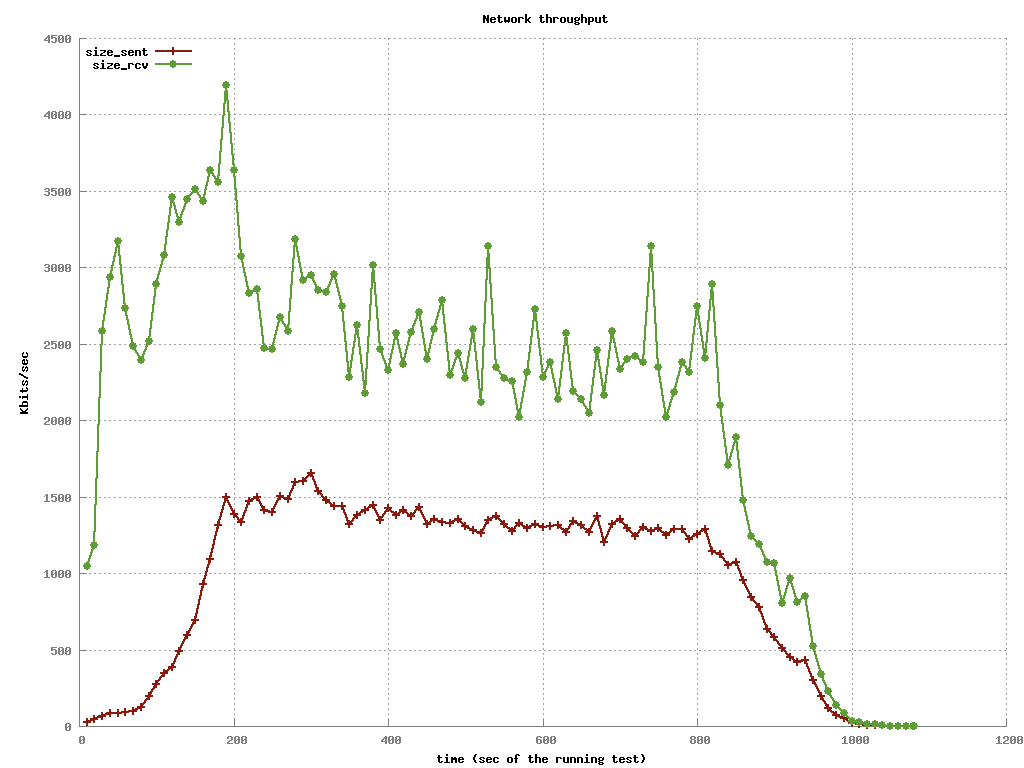 Network throughput
size_sent
size_rcv
4500
4000
3500
3000
2500
2000
1500
1000
500
0
Kbits/sec
0 200 400 600 800 1000 1200
time (sec of the running test)